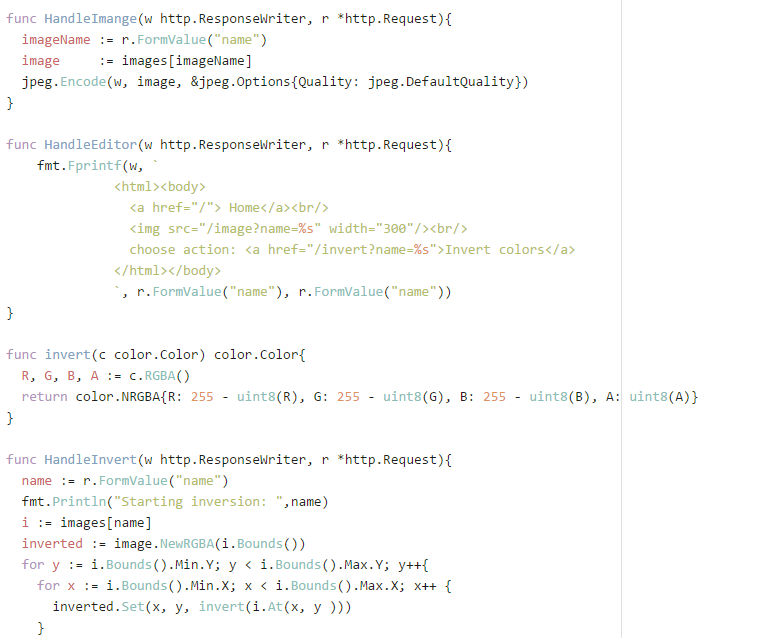 func HandleImange(w http.ResponseWriter, r *http.Request){
  imageName := r.FormValue("name")
  image     := images[imageName]
  jpeg.Encode(w, image, &jpeg.Options{Quality: jpeg.DefaultQuality})
}

func HandleEditor(w http.ResponseWriter, r *http.Request){
    fmt.Fprintf(w, `
              <html><body>
                <a href="/"> Home</a><br/>
                <img src="/image?name=%s" width="300"/><br/>
                choose action: <a href="/invert?name=%s">Invert colors</a>
              </html></body>
              `, r.FormValue("name"), r.FormValue("name"))
}

func invert(c color.Color) color.Color{
  R, G, B, A := c.RGBA()
  return color.NRGBA{R: 255 - uint8(R), G: 255 - uint8(G), B: 255 - uint8(B), A: uint8(A)}
}

func HandleInvert(w http.ResponseWriter, r *http.Request){
  name := r.FormValue("name")
  fmt.Println("Starting inversion: ",name)
  i := images[name]
  inverted := image.NewRGBA(i.Bounds())
  for y := i.Bounds().Min.Y; y < i.Bounds().Max.Y; y++{
    for x := i.Bounds().Min.X; x < i.Bounds().Max.X; x++ {
      inverted.Set(x, y, invert(i.At(x, y )))
    }